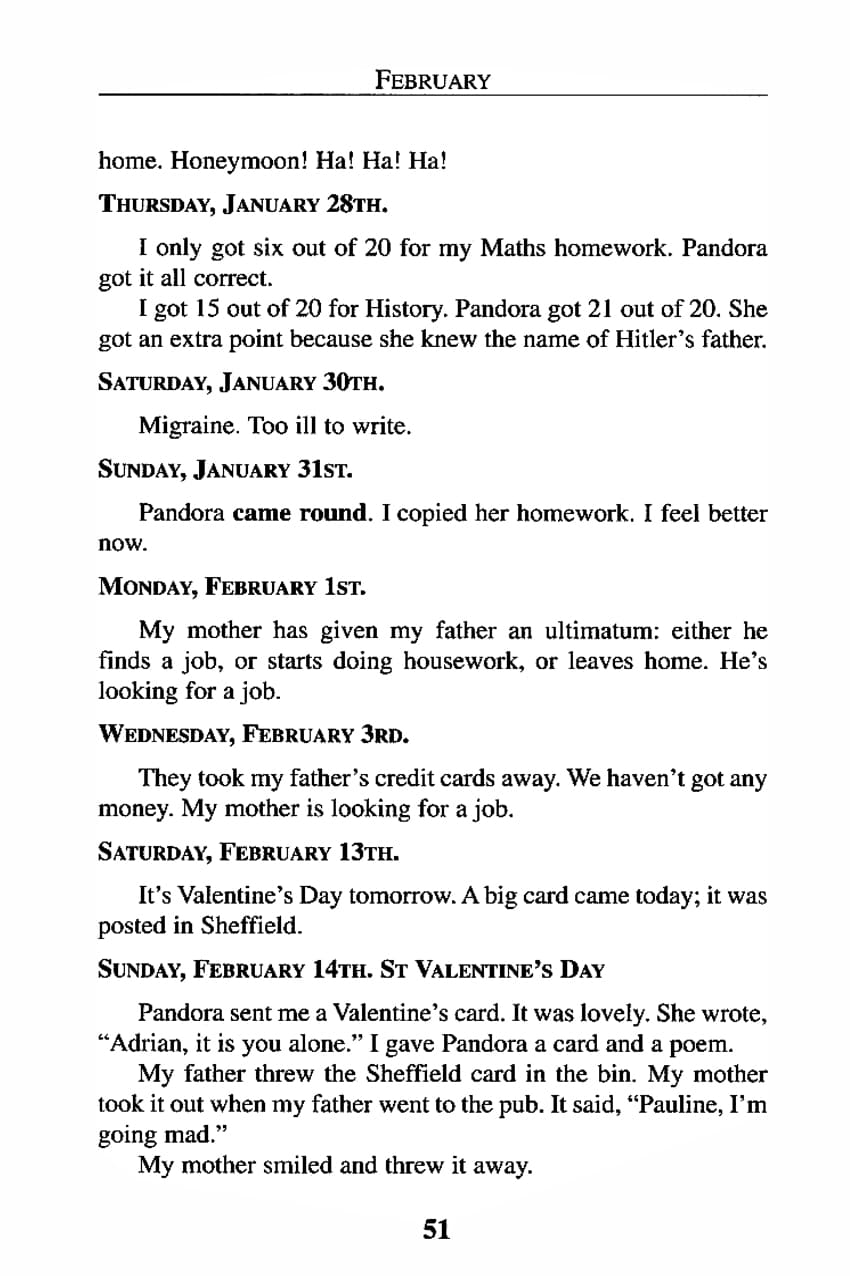 FEBRUARY
home. Honeymoon! Ha! Ha! Ha!
THURSDAY, JANUARY 28TH.
I only got six out of 20 for my Maths homework. Pandora
got it all correct.
I got 15 out of 20 for History. Pandora got 21 out of 20. She
got an extra point because she knew the name of Hitler’s father.
SATURDAY, JANUARY 30TH.
Migraine. Too ill to write.
SUNDAY, JANUARY 31ST.
Pandora came round. I copied her homework. I feel better
now.
MONDAY, FEBRUARY 1ST.
My mother has given my father an ultimatum: either he
finds a job, or starts doing housework, or leaves home. He’s
looking for a job.
WEDNESDAY, FEBRUARY 3RD.
They took my father’s credit cards away. We haven’t got any
money. My mother is looking for a job.
SATURDAY, FEBRUARY 13TH.
It’s Valentine’s Day tomorrow. A big card came today; it was
posted in Sheffield.
SUNDAY, FEBRUARY 14TH. ST VALENTINE’S DAY
Pandora sent me a Valentine’s card. It was lovely. She wrote,
“Adrian, it is you alone.” I gave Pandora a card and a poem.
My father threw the Sheffield card in the bin. My mother
took it out when my father went to the pub. It said, “Pauline, I’m
going mad.”
My mother smiled and threw it away.
51